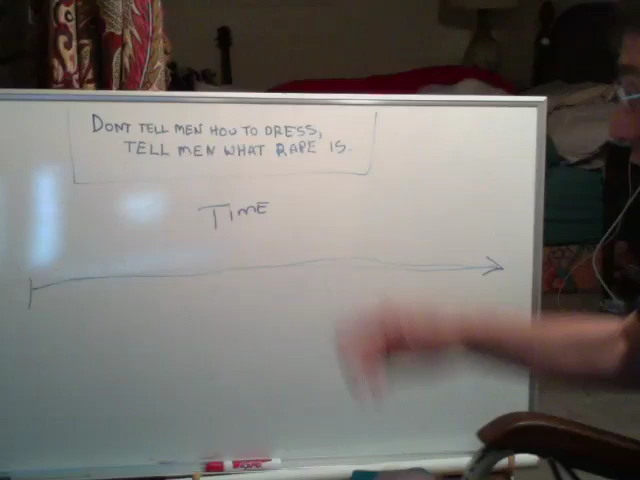 DONT TELL MEN HOW TO DRESS,
TELL MEN WHAT RAPE IS.
TIME